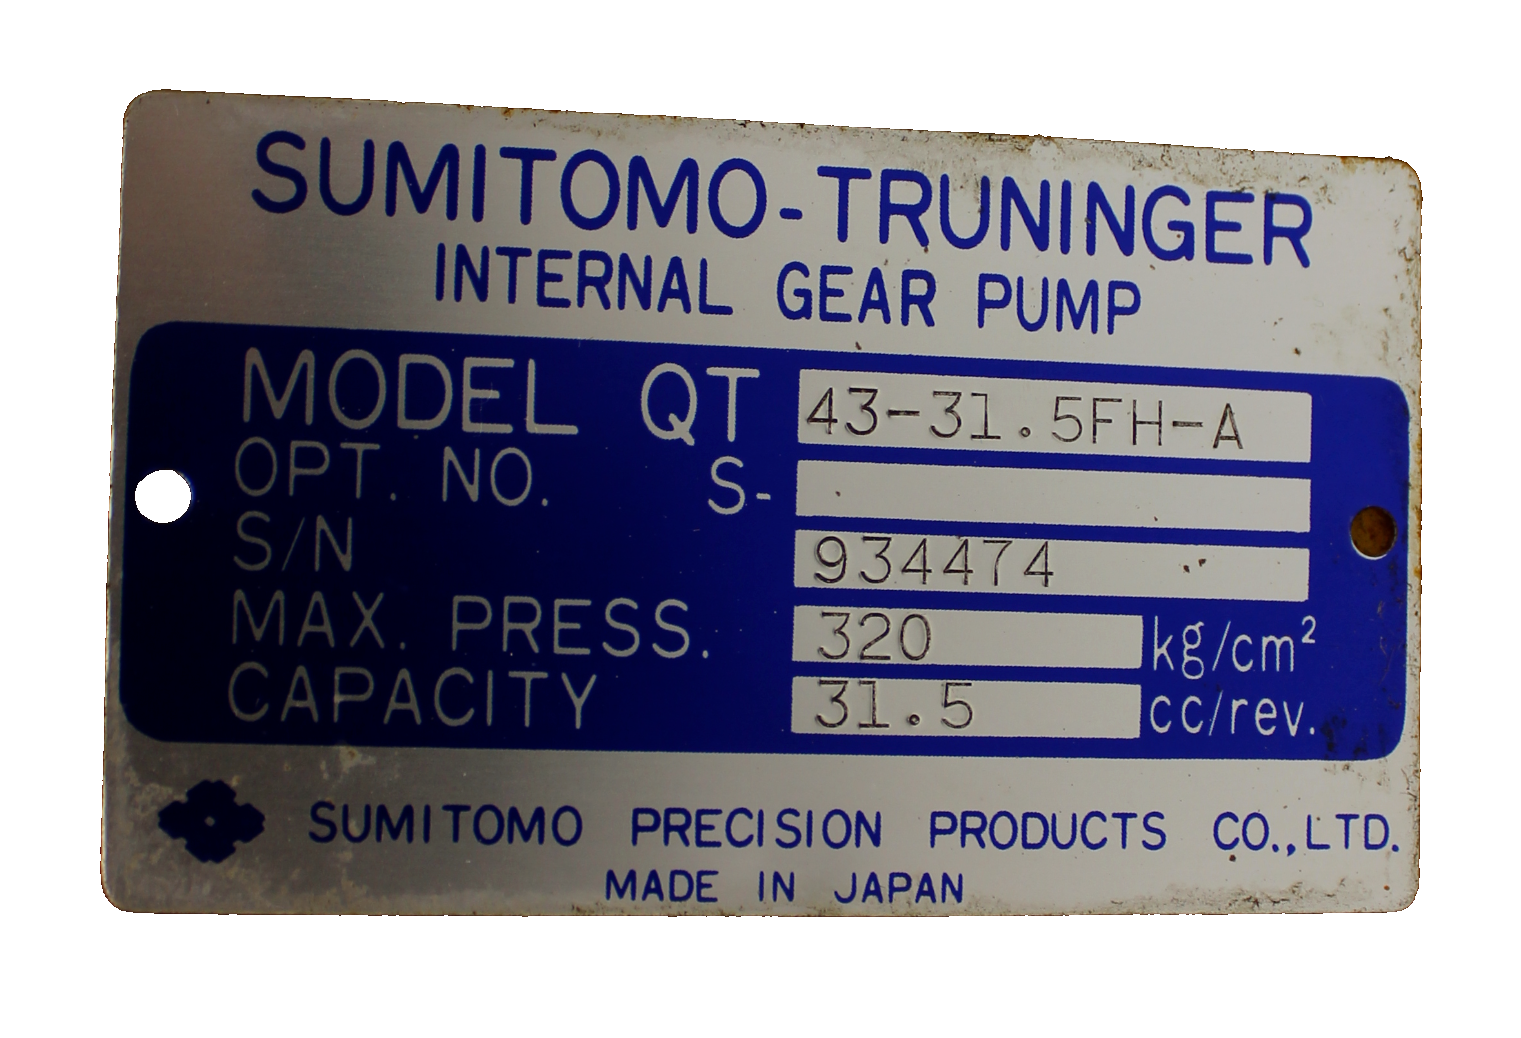 SUMITOMO-TRUNINGER
INTERNAL GEAR PUMP
MODEL QT 43-31.5FH-A
OPT. NO. S-
S/N 934474
MAX. PRESS. 320 kg/cm²
CAPACITY 31.5 cc/rev.
SUMITOMO PRECISION PRODUCTS CO.,LTD.
MADE IN JAPAN